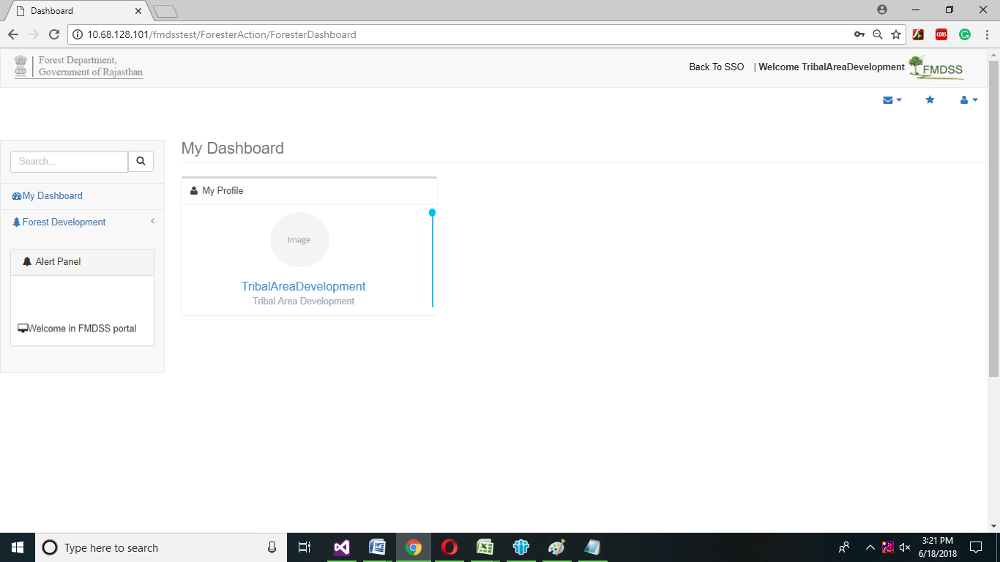 Dashboard
10.68.128.101/fmdsstest/ForesterAction/ForesterDashboard
CORS
Forest Department,
Government of Rajasthan
Back To SSO | Welcome TribalAreaDevelopment
FMDSS
Search...
My Dashboard
Forest Development
Alert Panel
Welcome in FMDSS portal
My Dashboard
My Profile
Image
TribalAreaDevelopment
Tribal Area Development
Type here to search
3:21 PM
6/18/2018